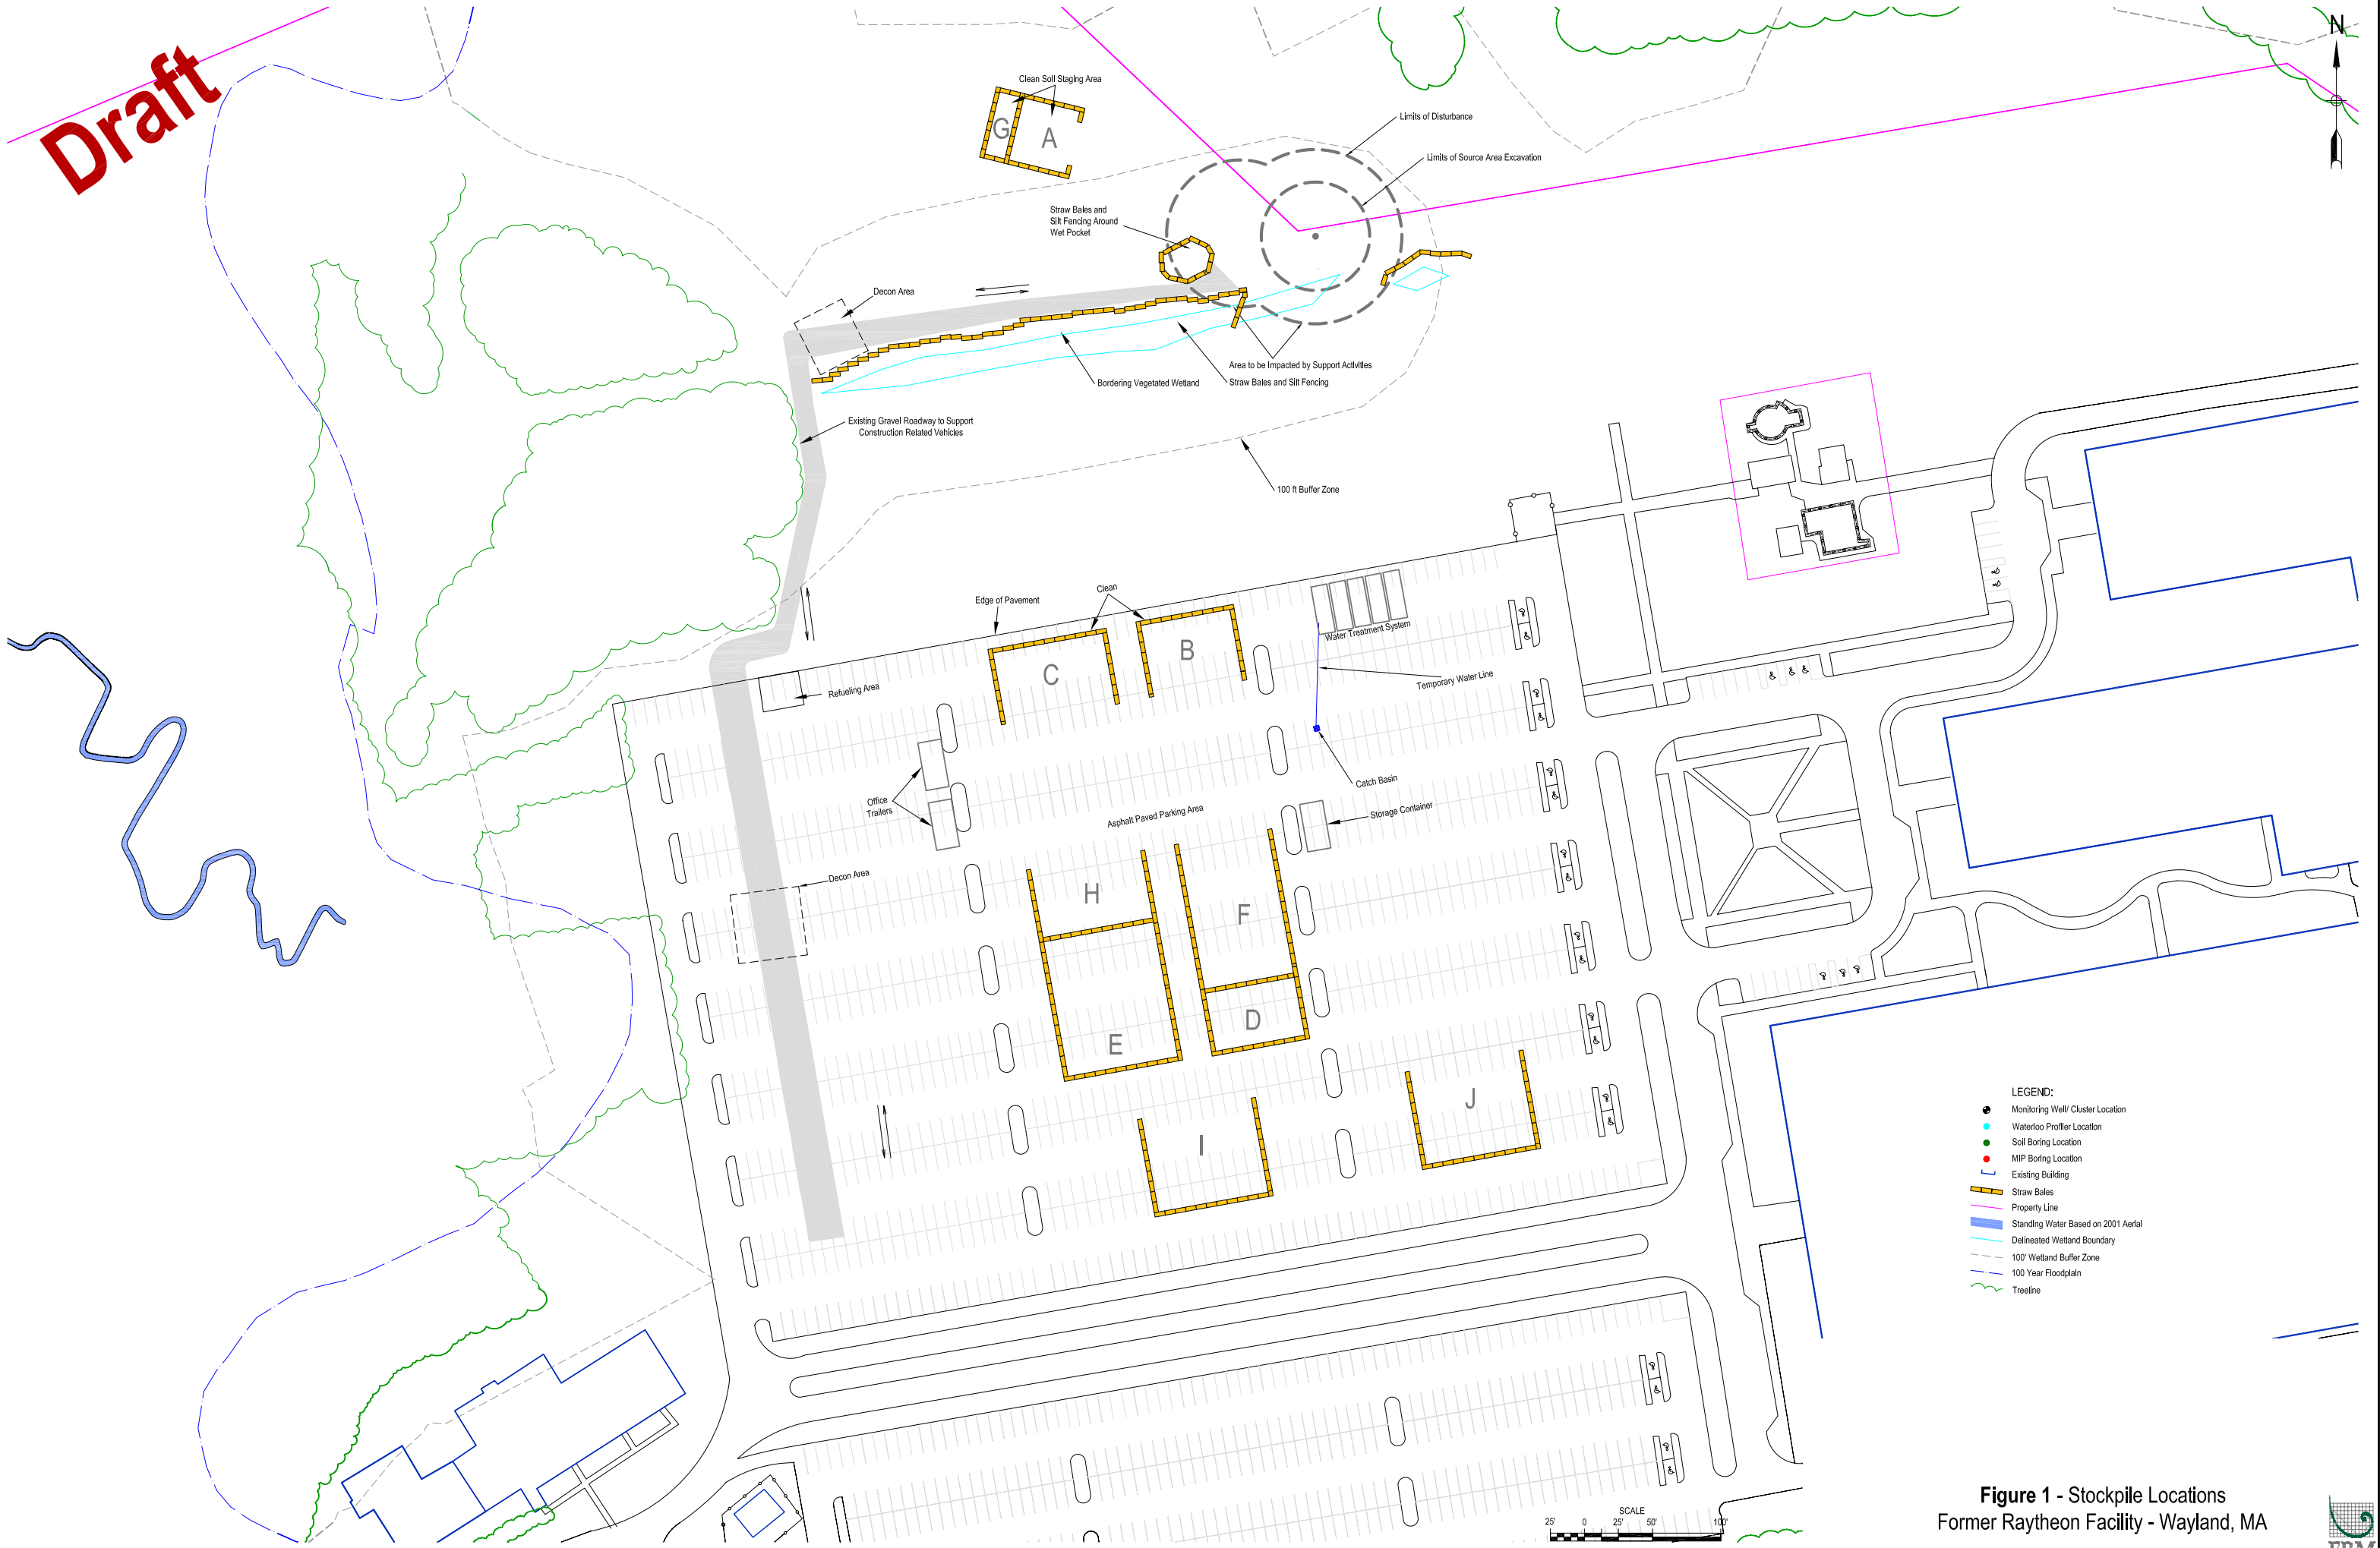 Draft
N
Clean Soil Staging Area
G
A
Limits of Disturbance
Limits of Source Area Excavation
Straw Bales and
Silt Fencing Around
Wet Pocket
Decon Area
Area to be Impacted by Support Activities
Bordering Vegetated Wetland
Straw Bales and Silt Fencing
Existing Gravel Roadway to Support
Construction Related Vehicles
100 ft Buffer Zone
Edge of Pavement
Clean
B
C
Water Treatment System
Refueling Area
Temporary Water Line
Office
Trailers
Catch Basin
Storage Container
Asphalt Paved Parking Area
Decon Area
H
F
E
D
J
I
LEGEND:
Monitoring Well/ Cluster Location
Waterloo Profiler Location
Soil Boring Location
MIP Boring Location
Existing Building
Straw Bales
Property Line
Standing Water Based on 2001 Aerial
Delineated Wetland Boundary
100' Wetland Buffer Zone
100 Year Floodplain
Treeline
SCALE
25' 0 25' 50' 100'
Figure 1 - Stockpile Locations
Former Raytheon Facility - Wayland, MA
ERM